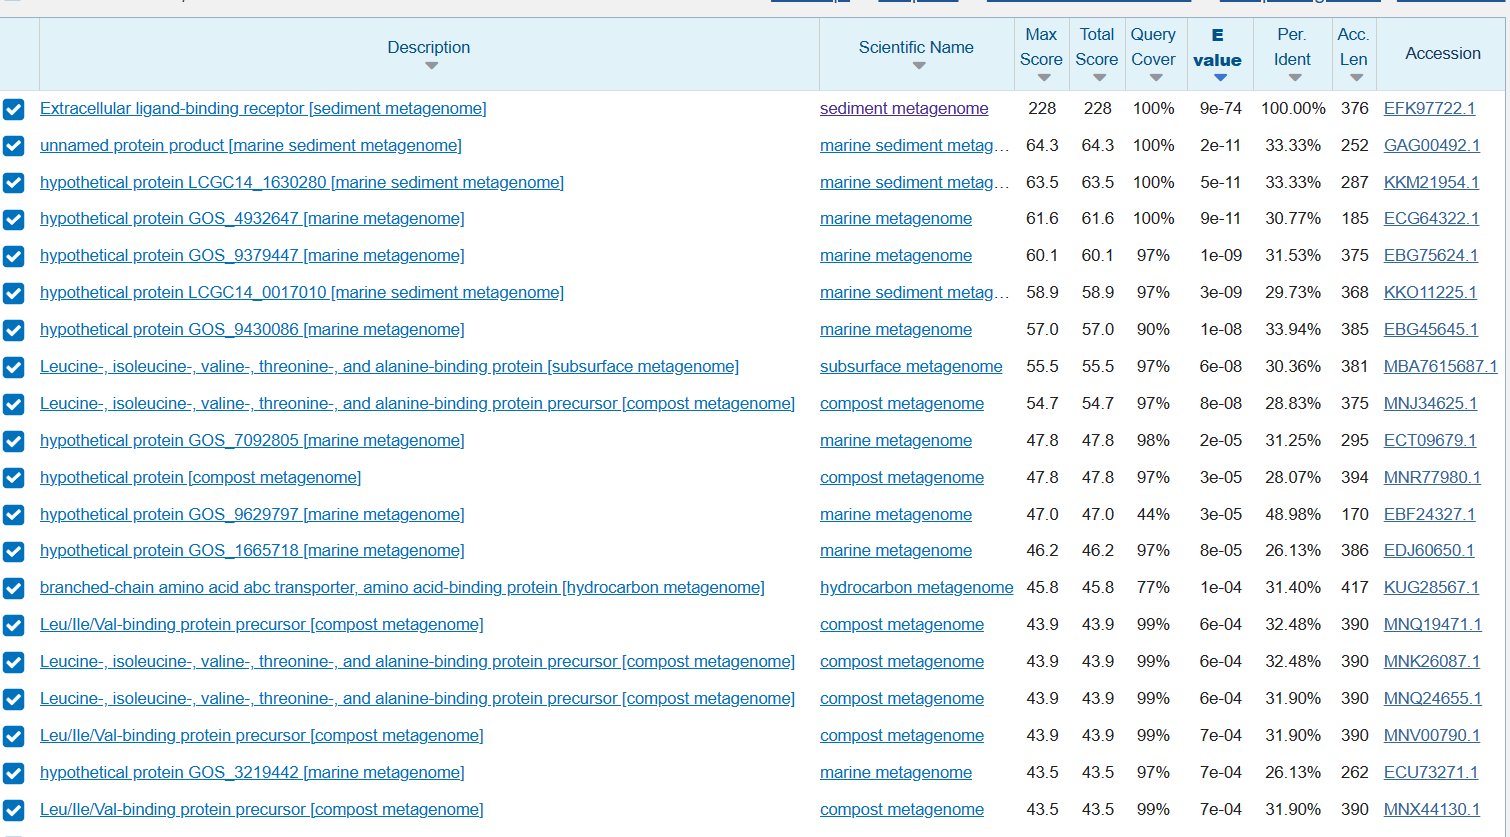 Description Scientific Name Max Score Total Score Query Cover E value Per. Ident Acc. Len Accession
Extracellular ligand-binding receptor [sediment metagenome] sediment metagenome 228 228 100% 9e-74 100.00% 376 EFK97722.1
unnamed protein product [marine sediment metagenome] marine sediment metag... 64.3 64.3 100% 2e-11 33.33% 252 GAG00492.1
hypothetical protein LCGC14_1630280 [marine sediment metagenome] marine sediment metag... 63.5 63.5 100% 5e-11 33.33% 287 KKM21954.1
hypothetical protein GOS_4932647 [marine metagenome] marine metagenome 61.6 61.6 100% 9e-11 30.77% 185 ECG64322.1
hypothetical protein GOS_9379447 [marine metagenome] marine metagenome 60.1 60.1 97% 1e-09 31.53% 375 EBG75624.1
hypothetical protein LCGC14_0017010 [marine sediment metagenome] marine sediment metag... 58.9 58.9 97% 3e-09 29.73% 368 KKO11225.1
hypothetical protein GOS_9430086 [marine metagenome] marine metagenome 57.0 57.0 90% 1e-08 33.94% 385 EBG45645.1
Leucine-, isoleucine-, valine-, threonine-, and alanine-binding protein [subsurface metagenome] subsurface metagenome 55.5 55.5 97% 6e-08 30.36% 381 MBA7615687.1
Leucine-, isoleucine-, valine-, threonine-, and alanine-binding protein precursor [compost metagenome] compost metagenome 54.7 54.7 97% 8e-08 28.83% 375 MNJ34625.1
hypothetical protein GOS_7092805 [marine metagenome] marine metagenome 47.8 47.8 98% 2e-05 31.25% 295 ECT09679.1
hypothetical protein [compost metagenome] compost metagenome 47.8 47.8 97% 3e-05 28.07% 394 MNR77980.1
hypothetical protein GOS_9629797 [marine metagenome] marine metagenome 47.0 47.0 44% 3e-05 48.98% 170 EBF24327.1
hypothetical protein GOS_1665718 [marine metagenome] marine metagenome 46.2 46.2 97% 8e-05 26.13% 386 EDJ60650.1
branched-chain amino acid abc transporter, amino acid-binding protein [hydrocarbon metagenome] hydrocarbon metagenome 45.8 45.8 77% 1e-04 31.40% 417 KUG28567.1
Leu/Ile/Val-binding protein precursor [compost metagenome] compost metagenome 43.9 43.9 99% 6e-04 32.48% 390 MNQ19471.1
Leucine-, isoleucine-, valine-, threonine-, and alanine-binding protein precursor [compost metagenome] compost metagenome 43.9 43.9 99% 6e-04 32.48% 390 MNK26087.1
Leucine-, isoleucine-, valine-, threonine-, and alanine-binding protein precursor [compost metagenome] compost metagenome 43.9 43.9 99% 6e-04 31.90% 390 MNQ24655.1
Leu/Ile/Val-binding protein precursor [compost metagenome] compost metagenome 43.9 43.9 99% 7e-04 31.90% 390 MNV00790.1
hypothetical protein GOS_3219442 [marine metagenome] marine metagenome 43.5 43.5 97% 7e-04 26.13% 262 ECU73271.1
Leu/Ile/Val-binding protein precursor [compost metagenome] compost metagenome 43.5 43.5 99% 7e-04 31.90% 390 MNX44130.1